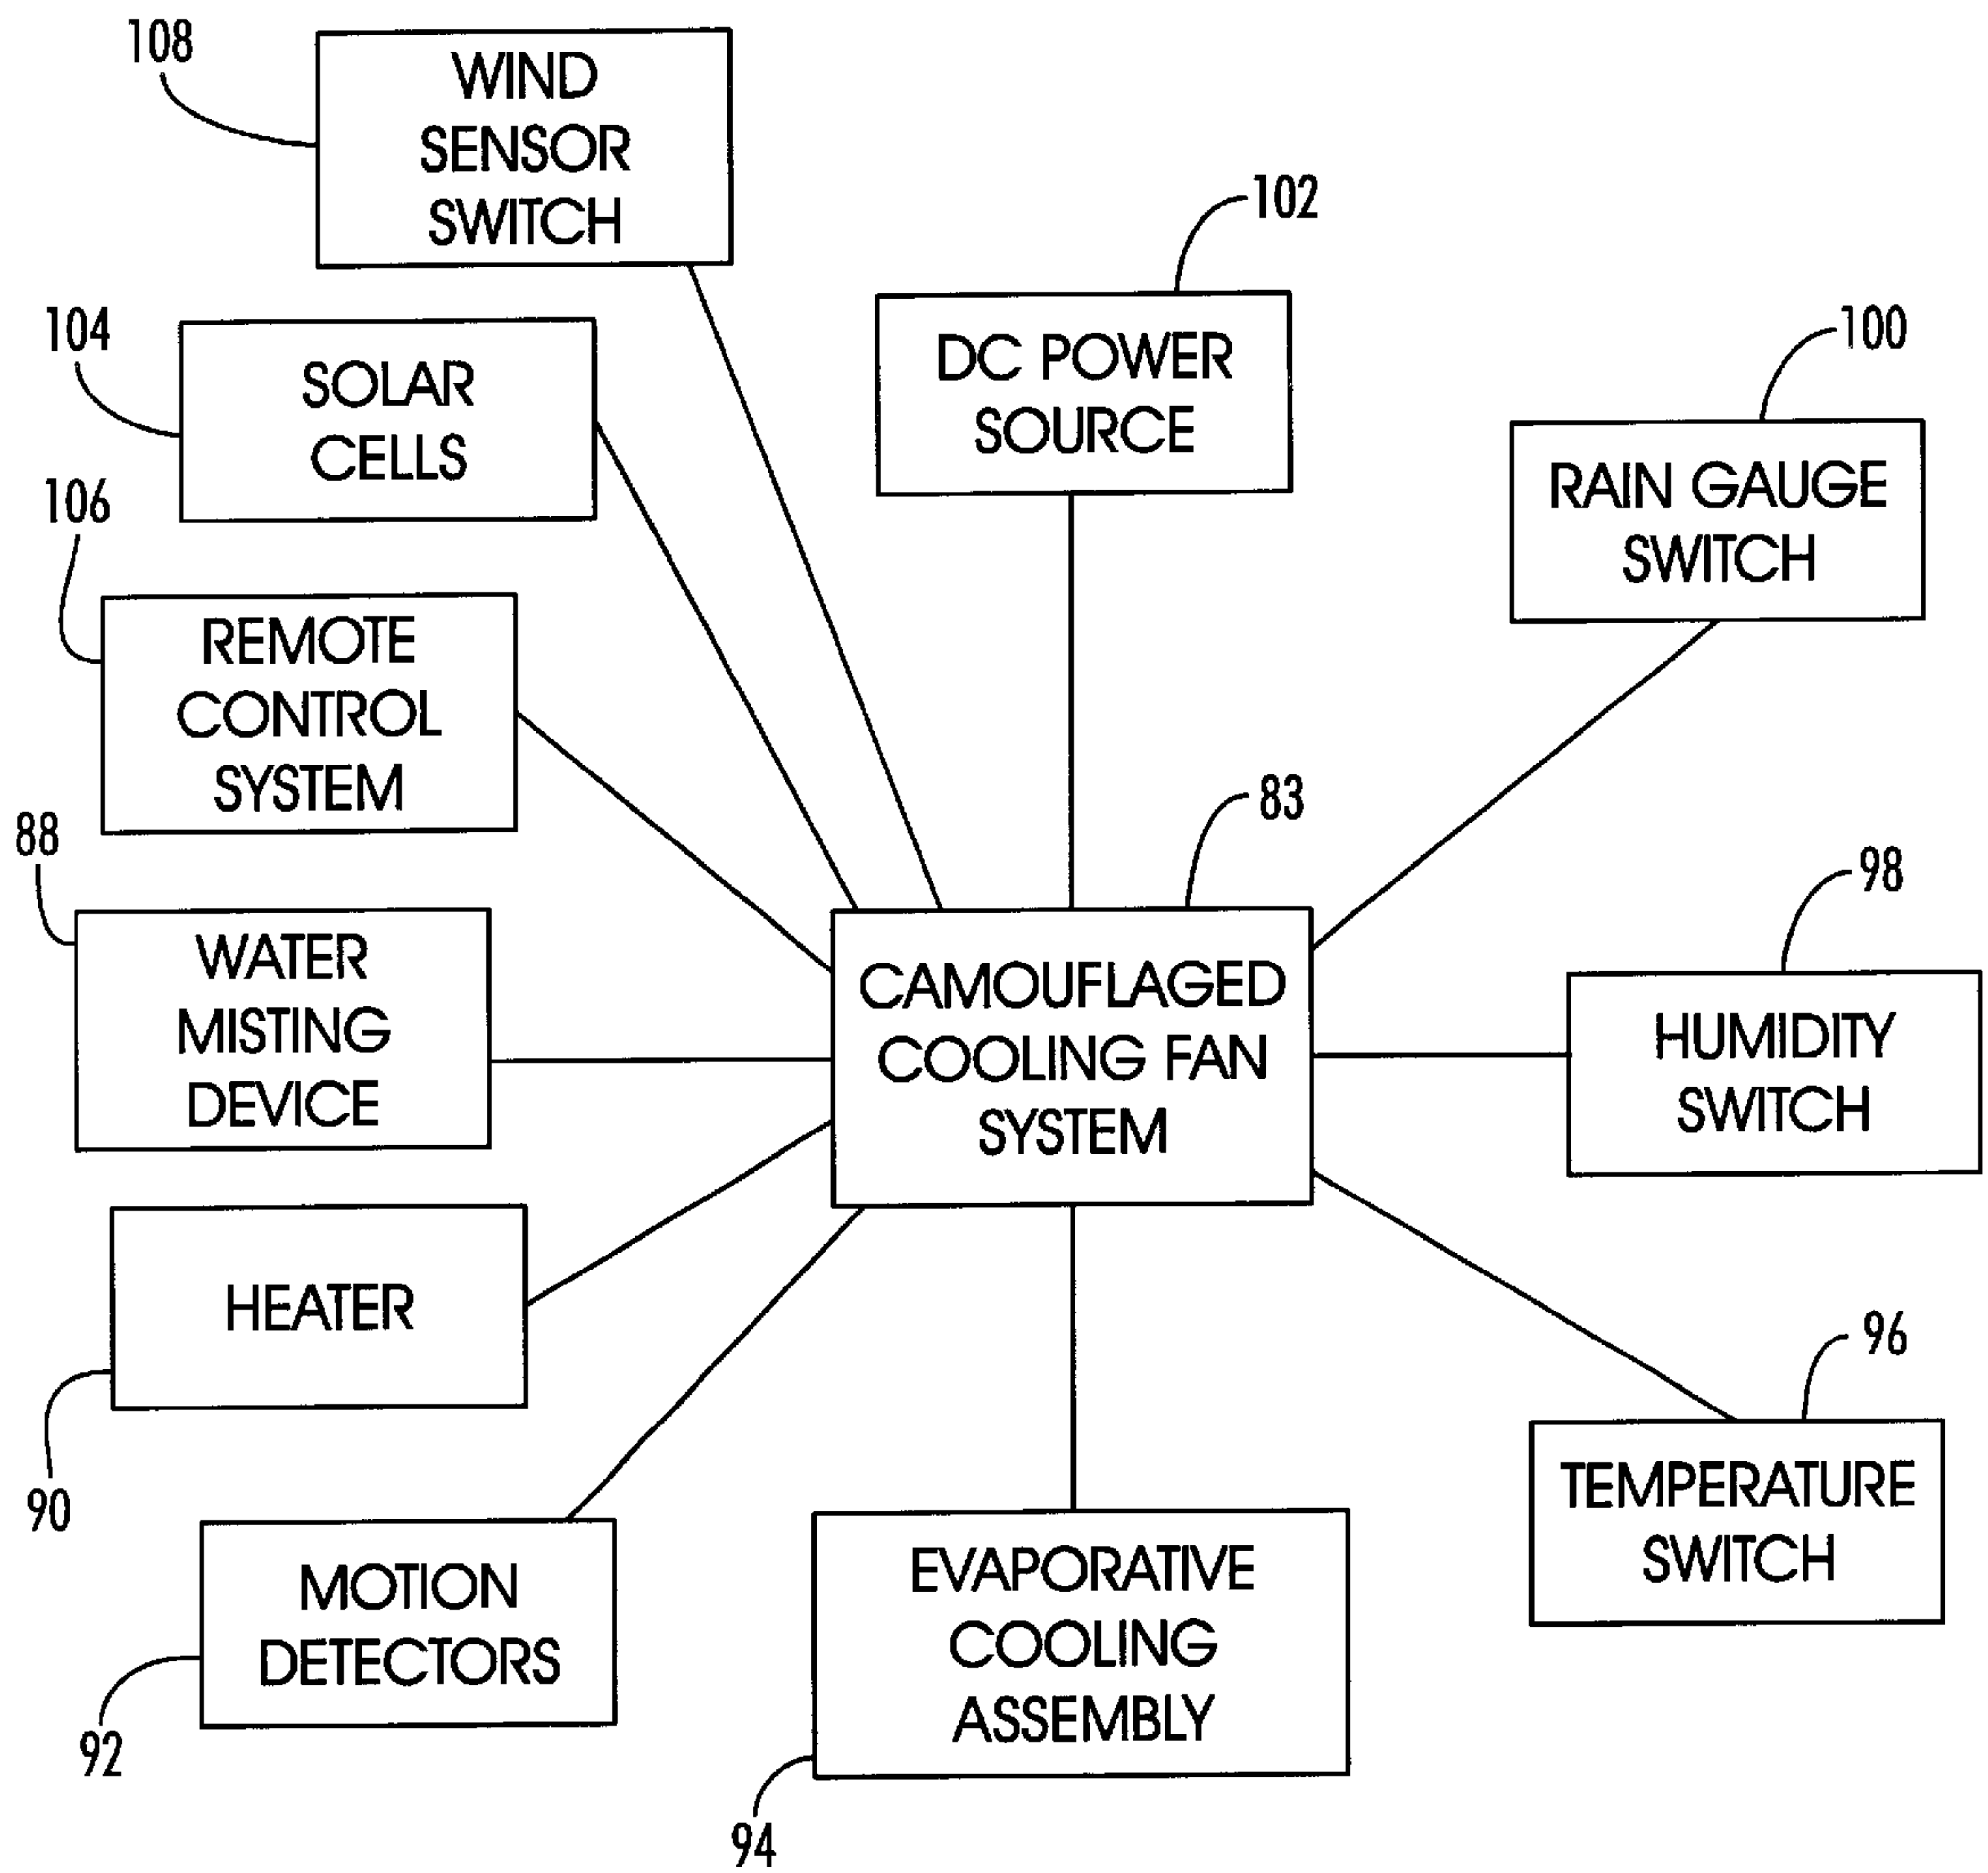 108
WIND
SENSOR
SWITCH
102
104
SOLAR
CELLS
DC POWER
SOURCE
100
RAIN GAUGE
SWITCH
106
REMOTE
CONTROL
SYSTEM
83
88
WATER
MISTING
DEVICE
CAMOUFLAGED
COOLING FAN
SYSTEM
98
HUMIDITY
SWITCH
HEATER
90
96
TEMPERATURE
SWITCH
MOTION
DETECTORS
92
EVAPORATIVE
COOLING
ASSEMBLY
94